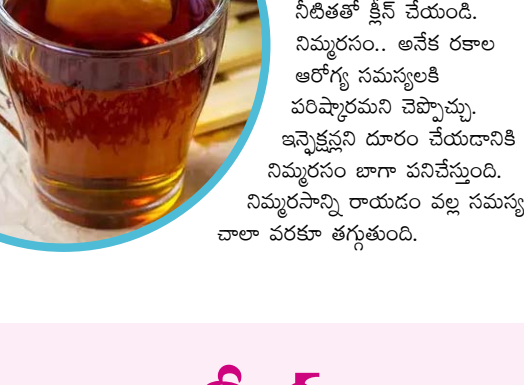 నీటితతో క్లీన్ చేయండి.
నిమ్మరసం.. అనేక రకాల
ఆరోగ్య సమస్యలకి
పరిష్కారమని చెప్పొచ్చు.
ఇన్ఫెక్షన్లని దూరం చేయడానికి
నిమ్మరసం బాగా పనిచేస్తుంది.
నిమ్మరసాన్ని రాయడం వల్ల సమస్య
చాలా వరకూ తగ్గుతుంది.